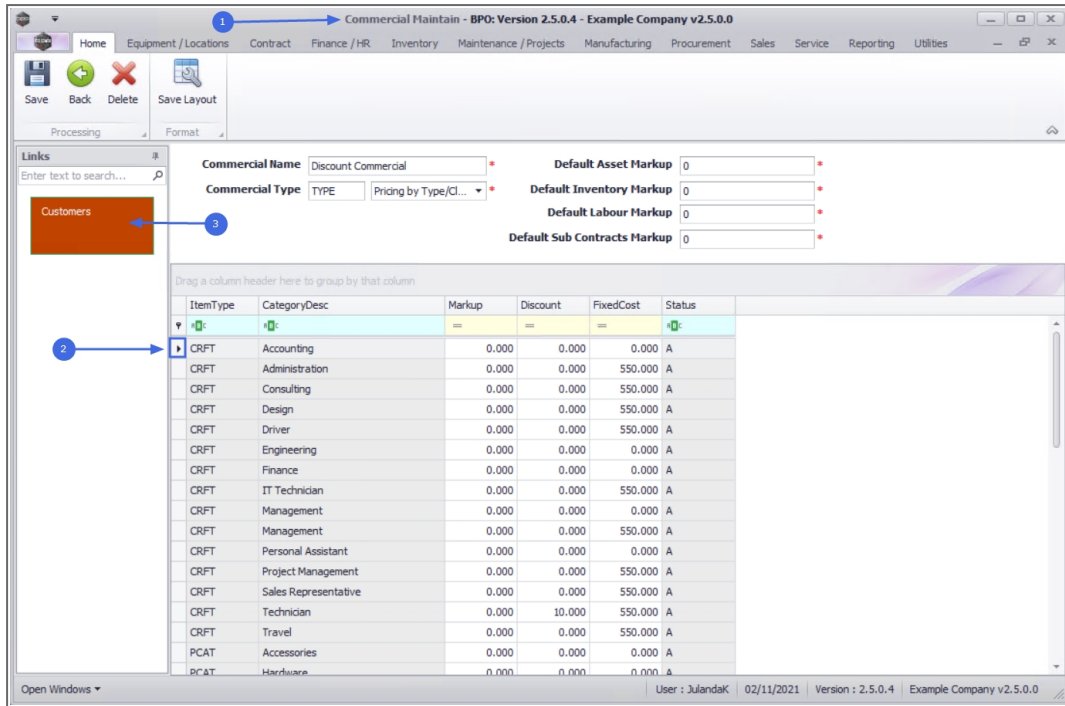 1
Commercial Maintain - BPO: Version 2.5.0.4 - Example Company v2.5.0.0
Home Equipment / Locations Contract Finance / HR Inventory Maintenance / Projects Manufacturing Procurement Sales Service Reporting Utilities
Save Back Delete Save Layout
Processing Format
Links
Enter text to search...
Customers
3
Commercial Name Discount Commercial * Default Asset Markup 0 *
Commercial Type TYPE Pricing by Type/Cl... * Default Inventory Markup 0 *
Default Labour Markup 0 *
Default Sub Contracts Markup 0 *
Drag a column header here to group by that column
ItemType CategoryDesc Markup Discount FixedCost Status
= = =
2
CRFT Accounting 0.000 0.000 0.000 A
CRFT Administration 0.000 0.000 550.000 A
CRFT Consulting 0.000 0.000 550.000 A
CRFT Design 0.000 0.000 550.000 A
CRFT Driver 0.000 0.000 550.000 A
CRFT Engineering 0.000 0.000 0.000 A
CRFT Finance 0.000 0.000 0.000 A
CRFT IT Technician 0.000 0.000 550.000 A
CRFT Management 0.000 0.000 0.000 A
CRFT Management 0.000 0.000 550.000 A
CRFT Personal Assistant 0.000 0.000 0.000 A
CRFT Project Management 0.000 0.000 550.000 A
CRFT Sales Representative 0.000 0.000 550.000 A
CRFT Technician 0.000 10.000 550.000 A
CRFT Travel 0.000 0.000 550.000 A
PCAT Accessories 0.000 0.000 0.000 A
PCAT Hardware 0.000 0.000 0.000 A
Open Windows User : JulandaK 02/11/2021 Version : 2.5.0.4 Example Company v2.5.0.0